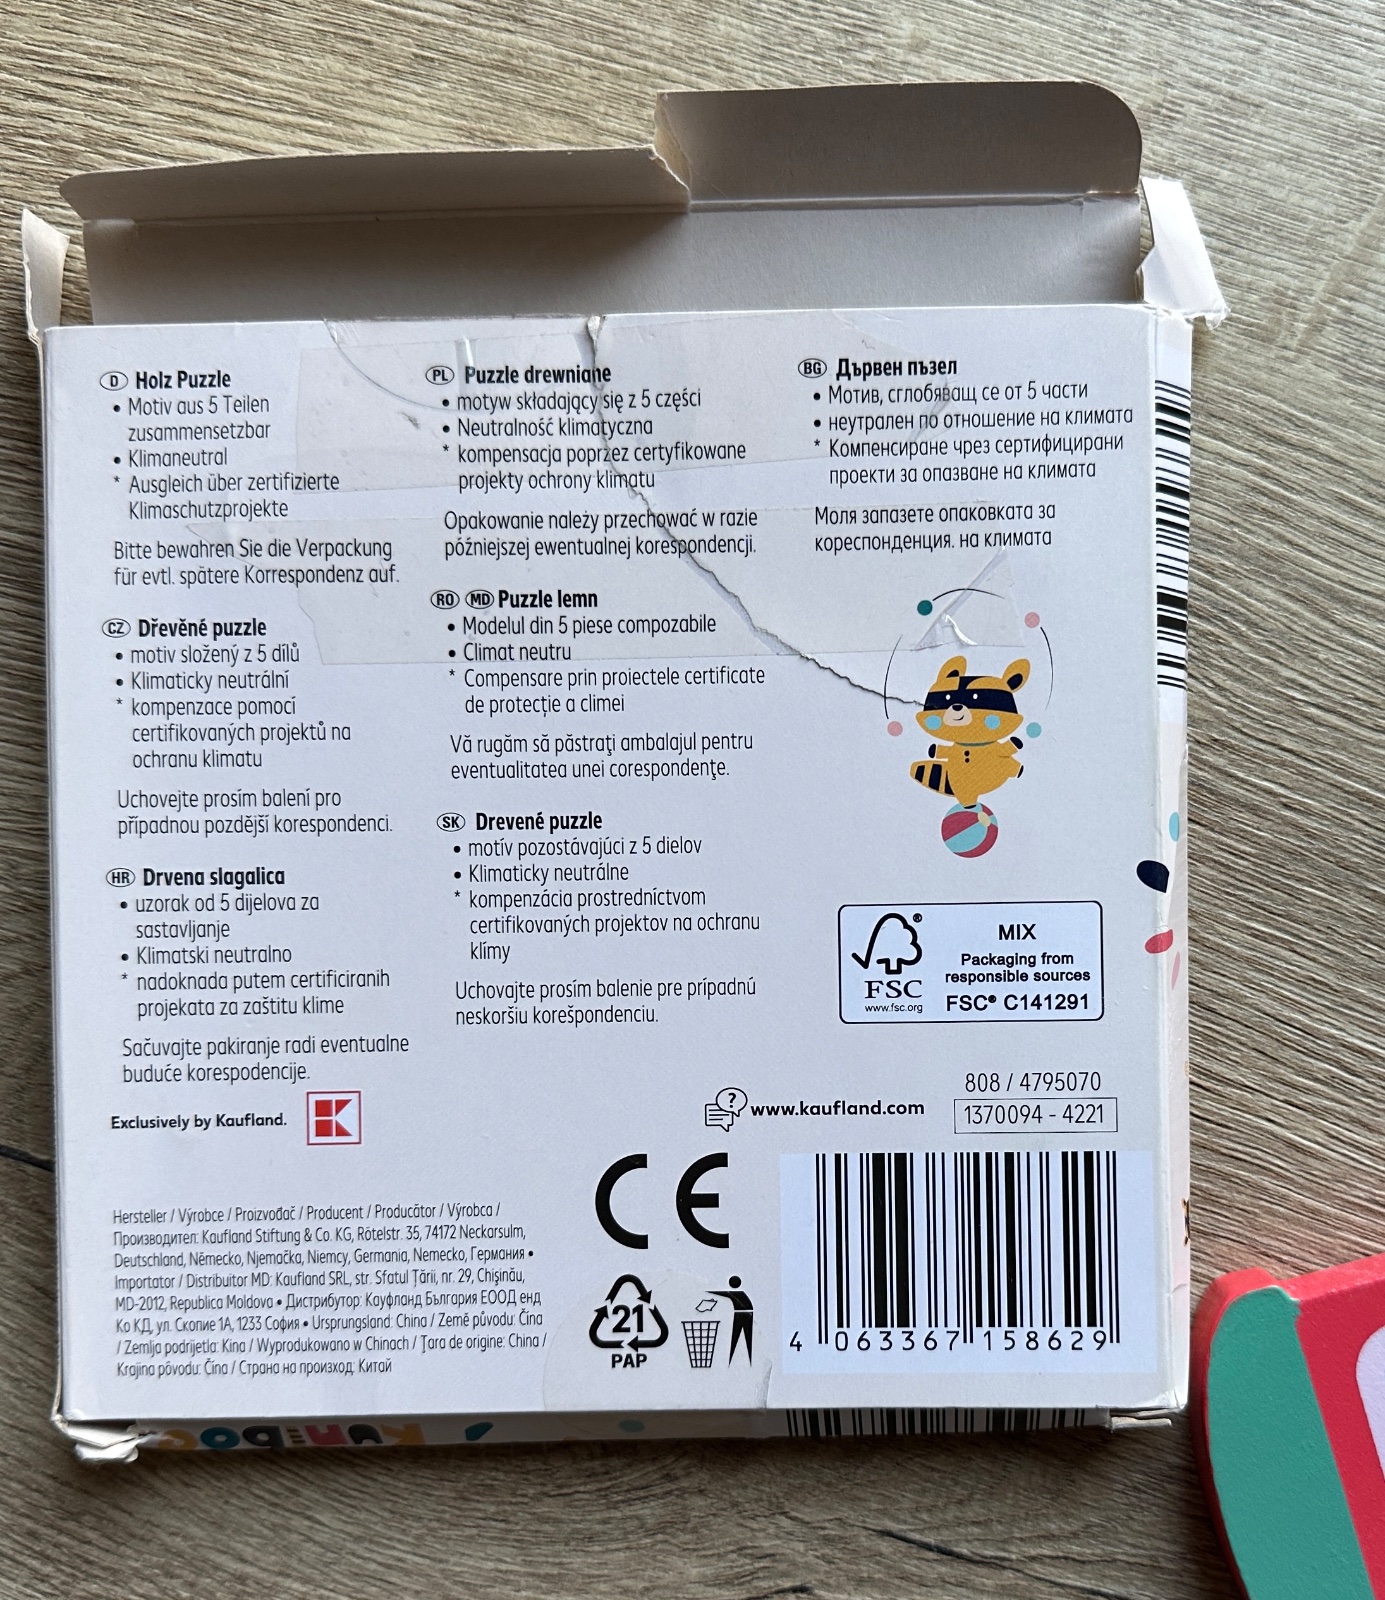 D Holz Puzzle
• Motiv aus 5 Teilen
zusammensetzbar
• Klimaneutral
* Ausgleich über zertifizierte
Klimaschutzprojekte
Bitte bewahren Sie die Verpackung
für evtl. spätere Korrespondenz auf.
CZ Dřevěné puzzle
• motiv složený z 5 dílů
• Klimaticky neutrální
* kompenzace pomocí
certifikovaných projektů na
ochranu klimatu
Uchovejte prosím balení pro
případnou pozdější korespondenci.
HR Drvena slagalica
• uzorak od 5 dijelova za
sastavljanje
• Klimatski neutralno
* nadoknada putem certificiranih
projekata za zaštitu klime
Sačuvajte pakiranje radi eventualne
buduće korespodencije.
Exclusively by Kaufland.
PL Puzzle drewniane
• motyw składający się z 5 części
• Neutralność klimatyczna
* kompensacja poprzez certyfikowane
projekty ochrony klimatu
Opakowanie należy przechować w razie
późniejszej ewentualnej korespondencji.
RO MD Puzzle lemn
• Modelul din 5 piese compozabile
• Climat neutru
* Compensare prin proiectele certificate
de protecție a climei
Vă rugăm să păstraţi ambalajul pentru
eventualitatea unei corespondenţe.
SK Drevené puzzle
• motív pozostávajúci z 5 dielov
• Klimaticky neutrálne
* kompenzácia prostredníctvom
certifikovaných projektov na ochranu
klímy
Uchovajte prosím balenie pre prípadnú
neskoršiu korešpondenciu.
BG Дървен пъзел
• Мотив, сглобяващ се от 5 части
• неутрален по отношение на климата
* Компенсиране чрез сертифицирани
проекти за опазване на климата
Моля запазете опаковката за
кореспонденция. на климата
MIX
Packaging from
responsible sources
FSC® C141291
FSC
www.fsc.org
808 / 4795070
www.kaufland.com
1370094 - 4221
Hersteller / Výrobce / Proizvođač / Producent / Producător / Výrobca /
Производител: Kaufland Stiftung & Co. KG, Rötelstr. 35, 74172 Neckarsulm,
Deutschland, Německo, Njemačka, Niemcy, Germania, Nemecko, Германия •
Importator / Distribuitor MD: Kaufland SRL, str. Sfatul Țării, nr. 29, Chişinău,
MD-2012, Republica Moldova • Дистрибутор: Кауфланд България ЕООД енд
Ко КД, ул. Скопие 1А, 1233 София • Ursprungsland: China / Země původu: Čína
/ Zemlja podrijetla: Kina / Wyprodukowano w Chinach / Ţara de origine: China /
Krajina pôvodu: Čína / Страна на произход: Китай
CE
21
PAP
4 063367 158629